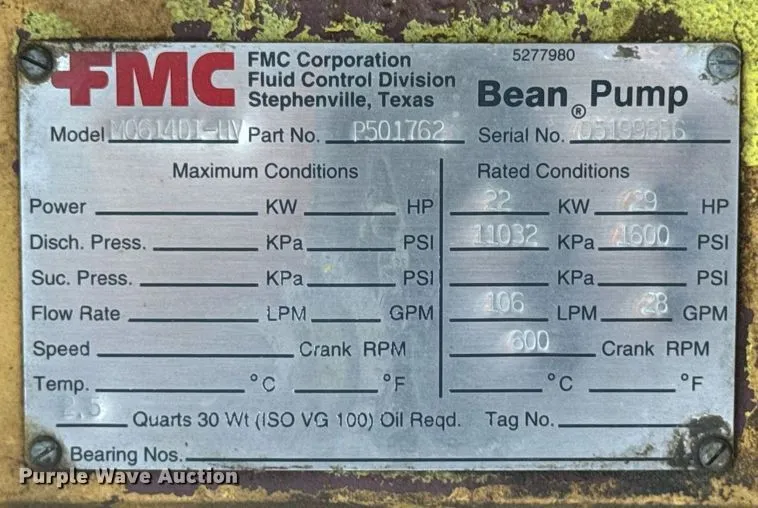 FMC
FMC Corporation
Fluid Control Division
Stephenville, Texas
5277980
Bean® Pump
Model M0614DT-HV Part No. P501762 Serial No.
Maximum Conditions Rated Conditions
Power KW HP 22 KW 29 HP
Disch. Press. KPa PSI 11032 KPa 1600 PSI
Suc. Press. KPa PSI KPa PSI
Flow Rate LPM GPM 106 LPM 28 GPM
Speed Crank RPM 600 Crank RPM
Temp. °C °F °C °F
2.5 Quarts 30 Wt (ISO VG 100) Oil Reqd. Tag No.
Bearing Nos.
Purple Wave Auction